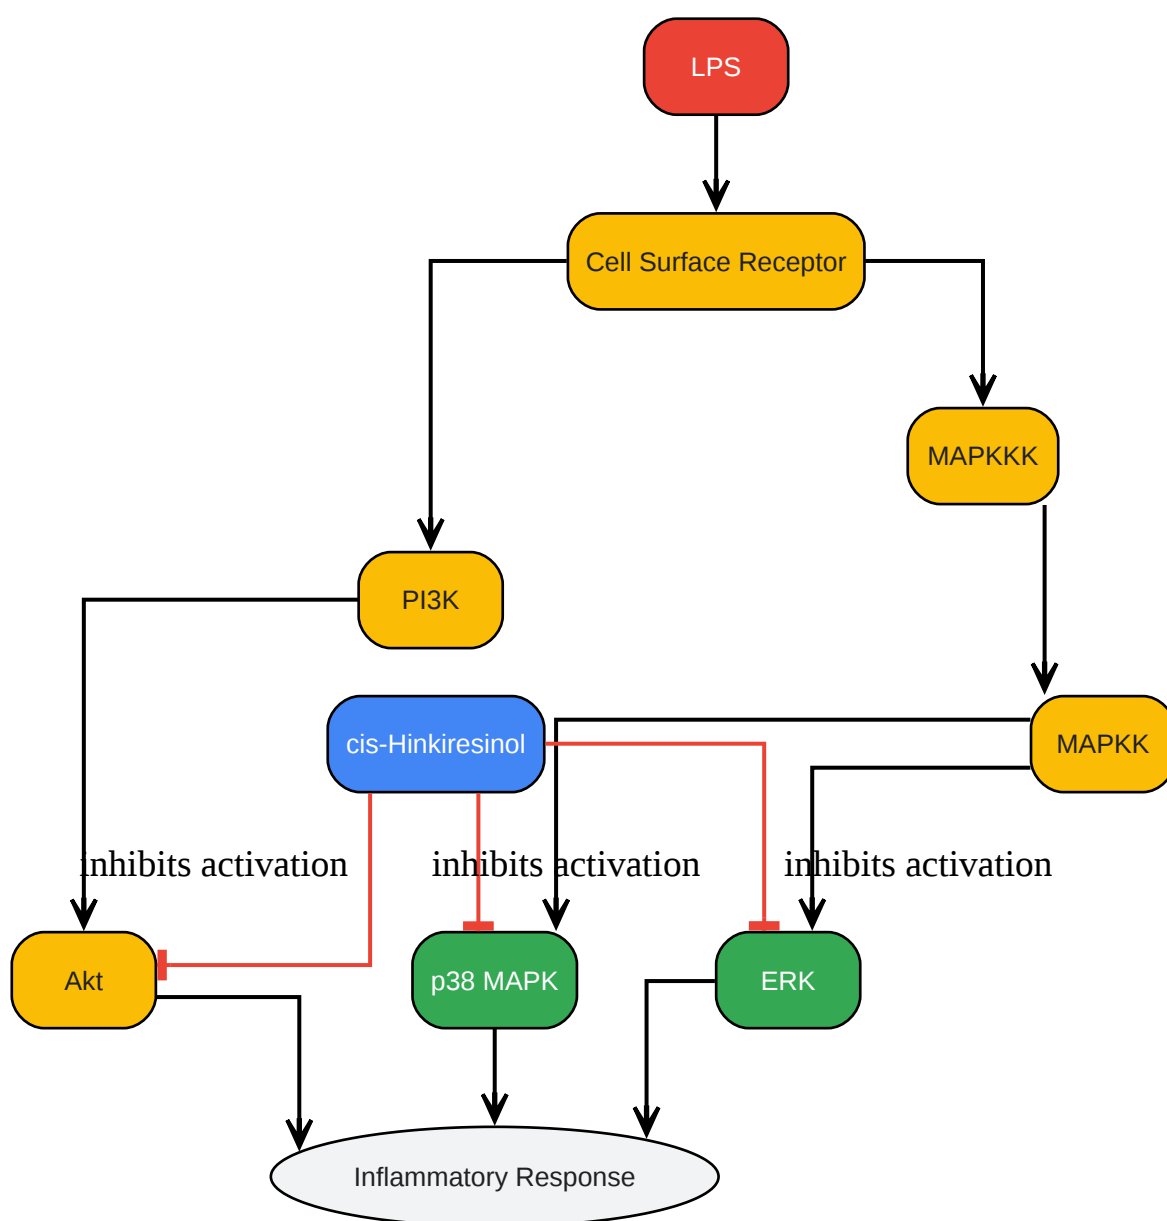 LPS
Cell Surface Receptor
MAPKKK
PI3K
cis-Hinkiresinol
MAPKK
inhibits activation
inhibits activation
inhibits activation
Akt
p38 MAPK
ERK
Inflammatory Response